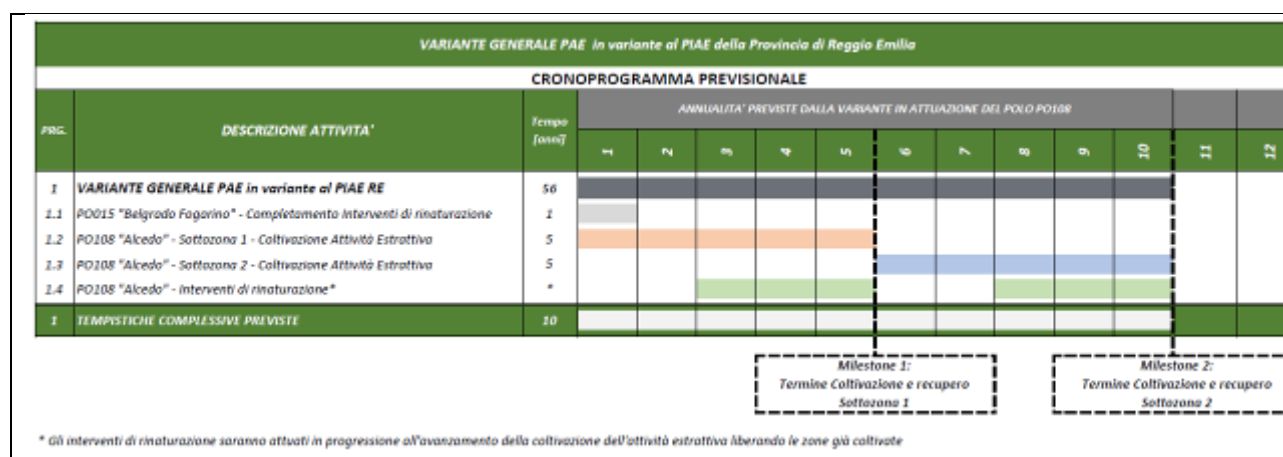 VARIANTE GENERALE PAE in variante al PIAE della Provincia di Reggio Emilia
CRONOPROGRAMMA PREVISIONALE
PRG. DESCRIZIONE ATTIVITA' Tempo [anni] ANNUALITA' PREVISTE DALLA VARIANTE IN ATTUAZIONE DEL POLO PO108
1 2 3 4 5 6 7 8 9 10 11 12
1 VARIANTE GENERALE PAE in variante al PIAE RE 56
1.1 PO015 "Belgrado Fogarino" - Completamento Interventi di rinaturazione 1
1.2 PO108 "Alcedo" - Sottozona 1 - Coltivazione Attività Estrattiva 5
1.3 PO108 "Alcedo" - Sottozona 2 - Coltivazione Attività Estrattiva 5
1.4 PO108 "Alcedo" - Interventi di rinaturazione* *
1 TEMPISTICHE COMPLESSIVE PREVISTE 10
Milestone 1:
Termine Coltivazione e recupero
Sottozona 1
Milestone 2:
Termine Coltivazione e recupero
Sottozona 2
* Gli interventi di rinaturazione saranno attuati in progressione all'avanzamento della coltivazione dell'attività estrattiva liberando le zone già coltivate